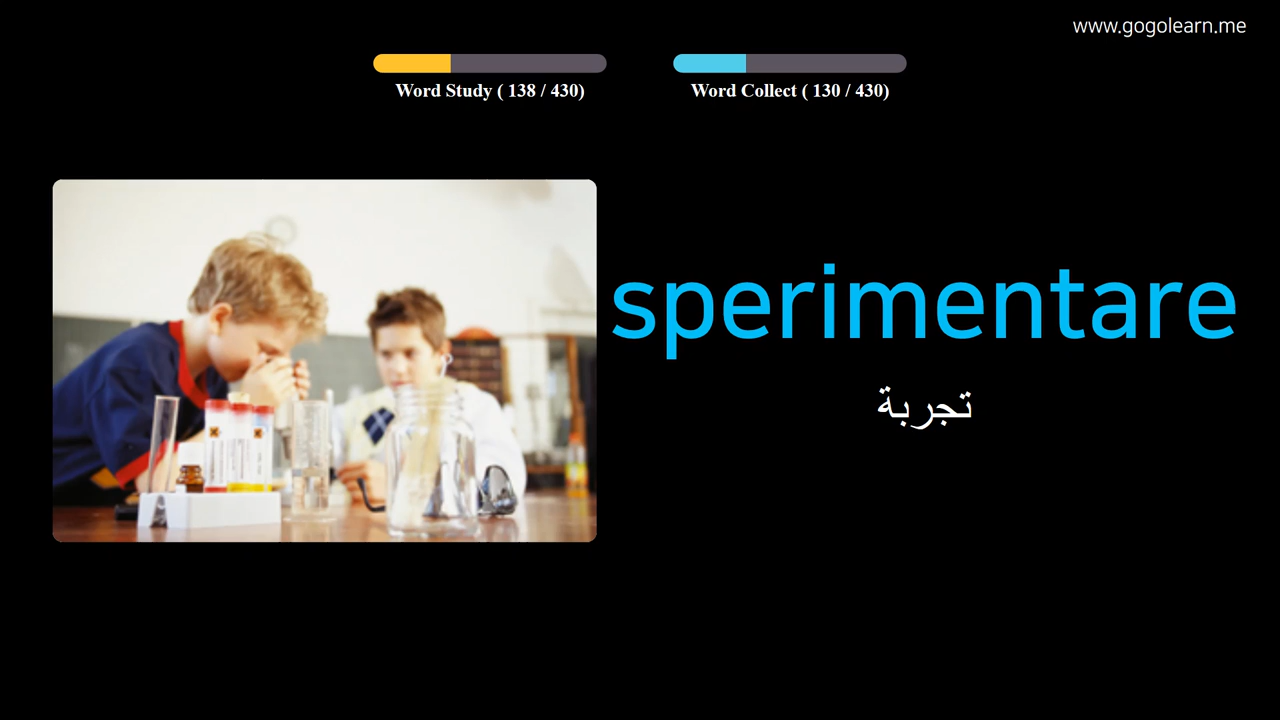 www.gogolearn.me
Word Study ( 138 / 430)
Word Collect ( 130 / 430)
sperimentare
تجربة